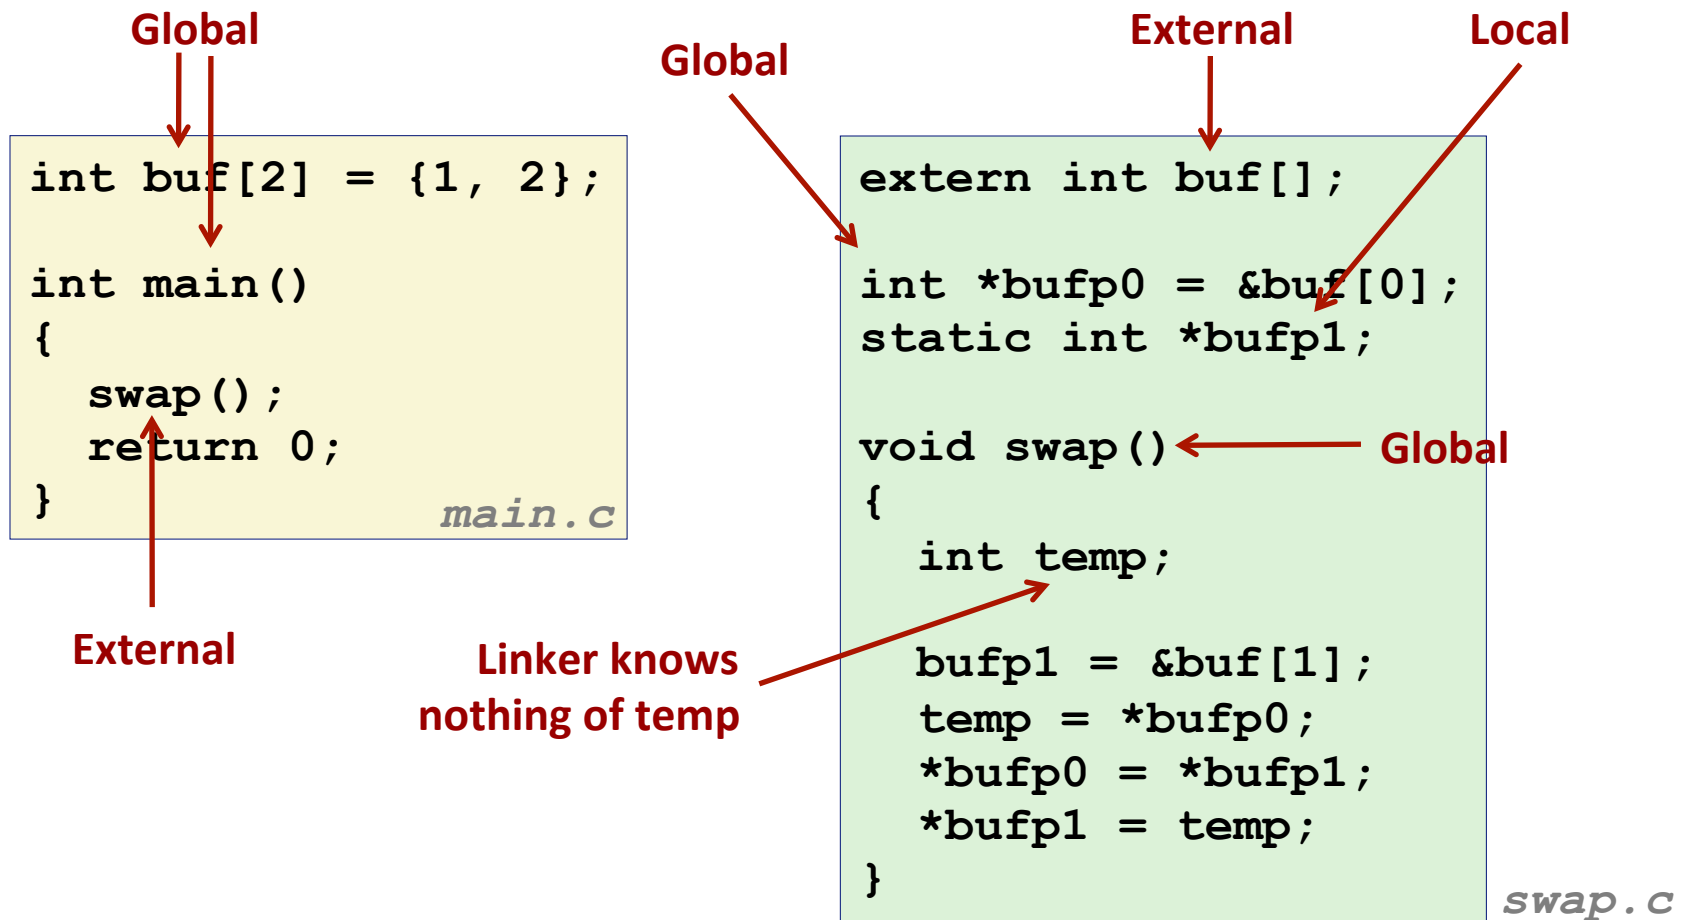 Global
int buf[2] = {1, 2};
int main()
{
swap();
return 0;
}
main.c
External
Linker knows
nothing of temp
Global
External
Local
extern int buf[];
int *bufp0 = &buf[0];
static int *bufp1;
void swap()
Global
{
int temp;
bufp1 = &buf[1];
temp = *bufp0;
*bufp0 = *bufp1;
*bufp1 = temp;
}
swap.c